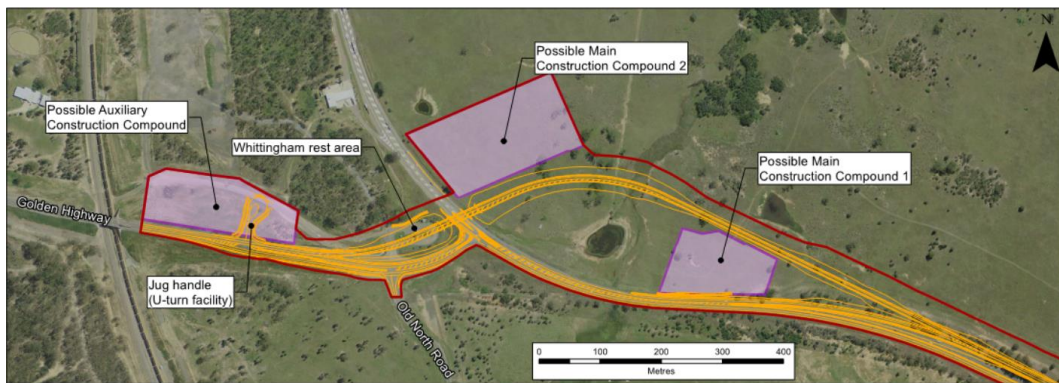 N
Possible Main
Construction Compound 2
Possible Auxiliary
Construction Compound
Whittingham rest area
Possible Main
Construction Compound 1
Golden Highway
Jug handle
(U-turn facility)
Old North Road
0 100 200 300 400
Metres